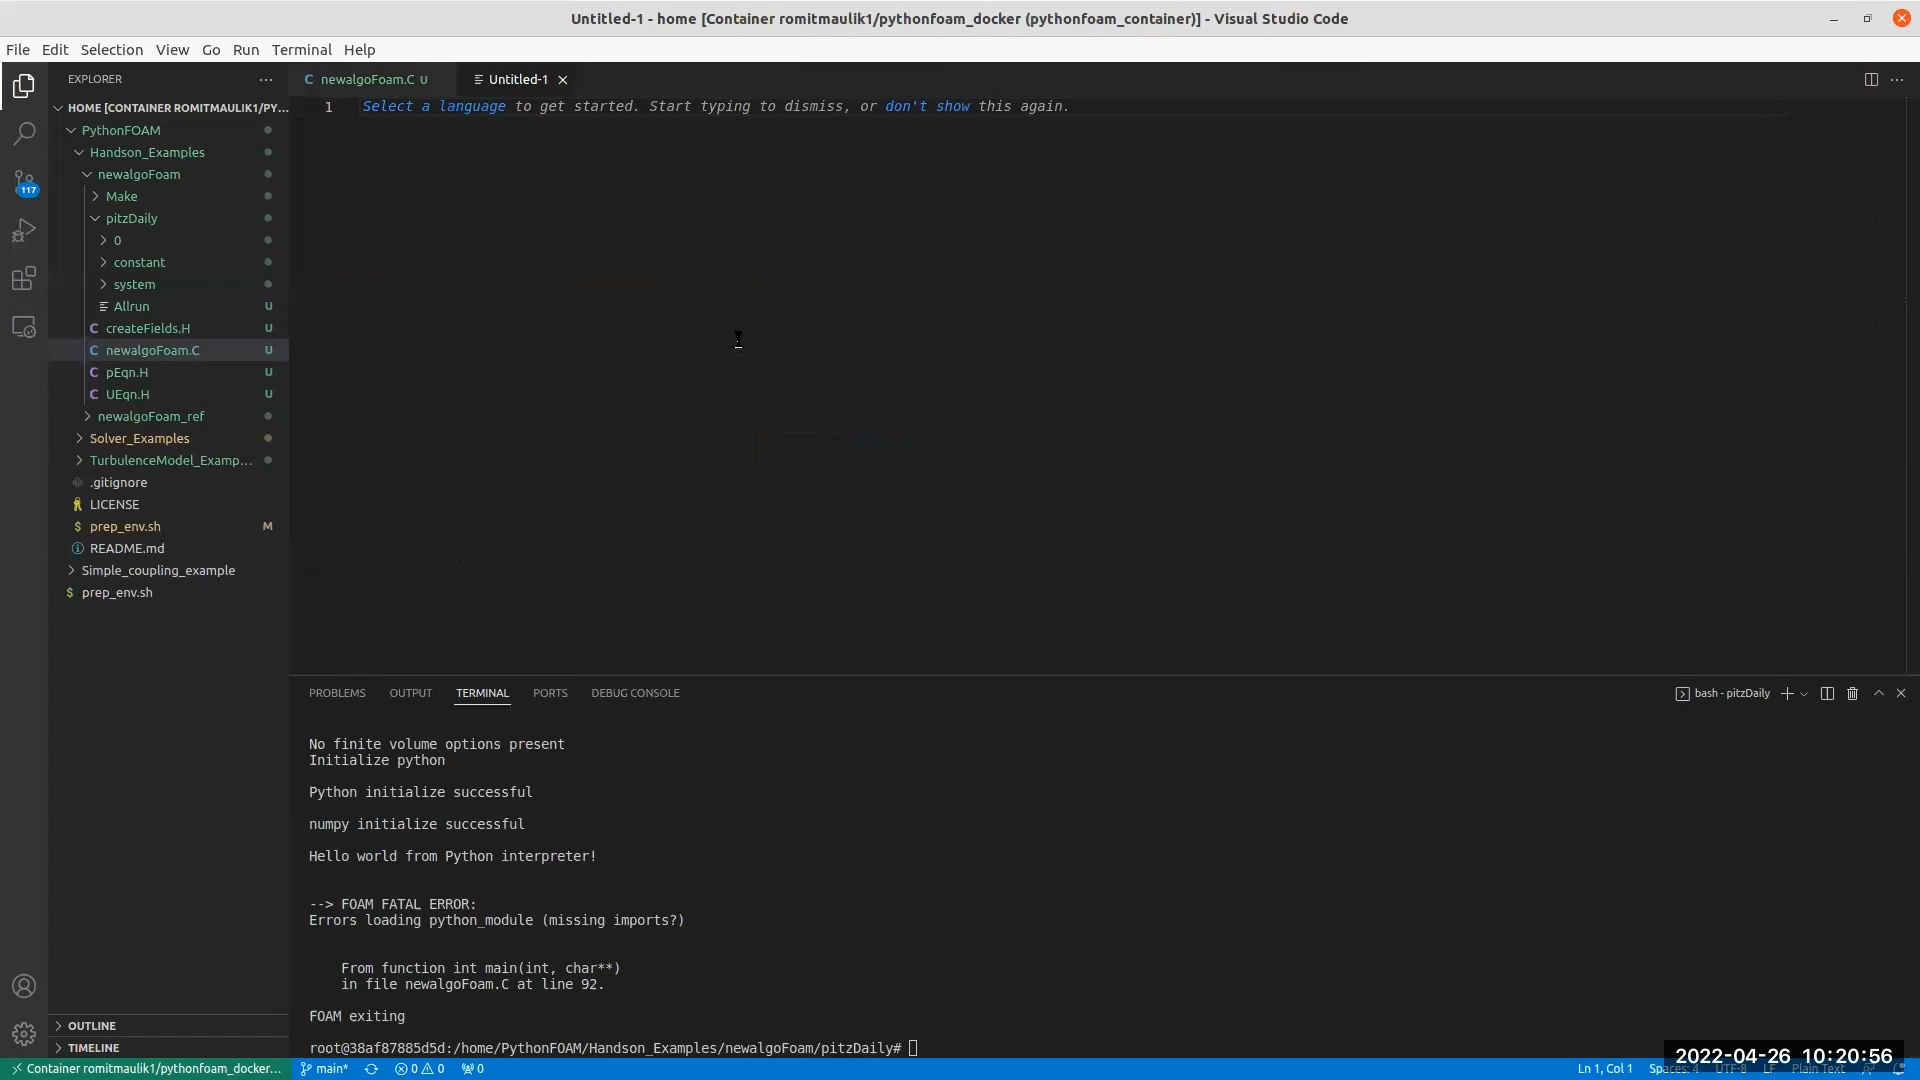 Untitled-1 - home [Container romitmaulik1/pythonfoam_docker (pythonfoam_container)] - Visual Studio Code
File Edit Selection View Go Run Terminal Help
EXPLORER
newalgoFoam.C U
Untitled-1
HOME [CONTAINER ROMITMAULIK1/PY...
1 Select a language to get started. Start typing to dismiss, or don't show this again.
PythonFOAM
Handson_Examples
newalgoFoam
117
Make
pitzDaily
0
constant
system
Allrun U
createFields.H U
newalgoFoam.C U
pEqn.H U
UEqn.H U
newalgoFoam_ref
Solver_Examples
TurbulenceModel_Examp...
.gitignore
LICENSE
$ prep_env.sh M
README.md
Simple_coupling_example
$ prep_env.sh
OUTLINE
TIMELINE
PROBLEMS OUTPUT TERMINAL PORTS DEBUG CONSOLE
bash - pitzDaily
No finite volume options present
Initialize python
Python initialize successful
numpy initialize successful
Hello world from Python interpreter!
--> FOAM FATAL ERROR:
Errors loading python_module (missing imports?)
From function int main(int, char**)
in file newalgoFoam.C at line 92.
FOAM exiting
root@38af87885d5d:/home/PythonFOAM/Handson_Examples/newalgoFoam/pitzDaily#
Container romitmaulik1/pythonfoam_docker... main* 0 0 0
Ln 1, Col 1 Spaces: 4 UTF-8 LF Plain Text
2022-04-26 10:20:56